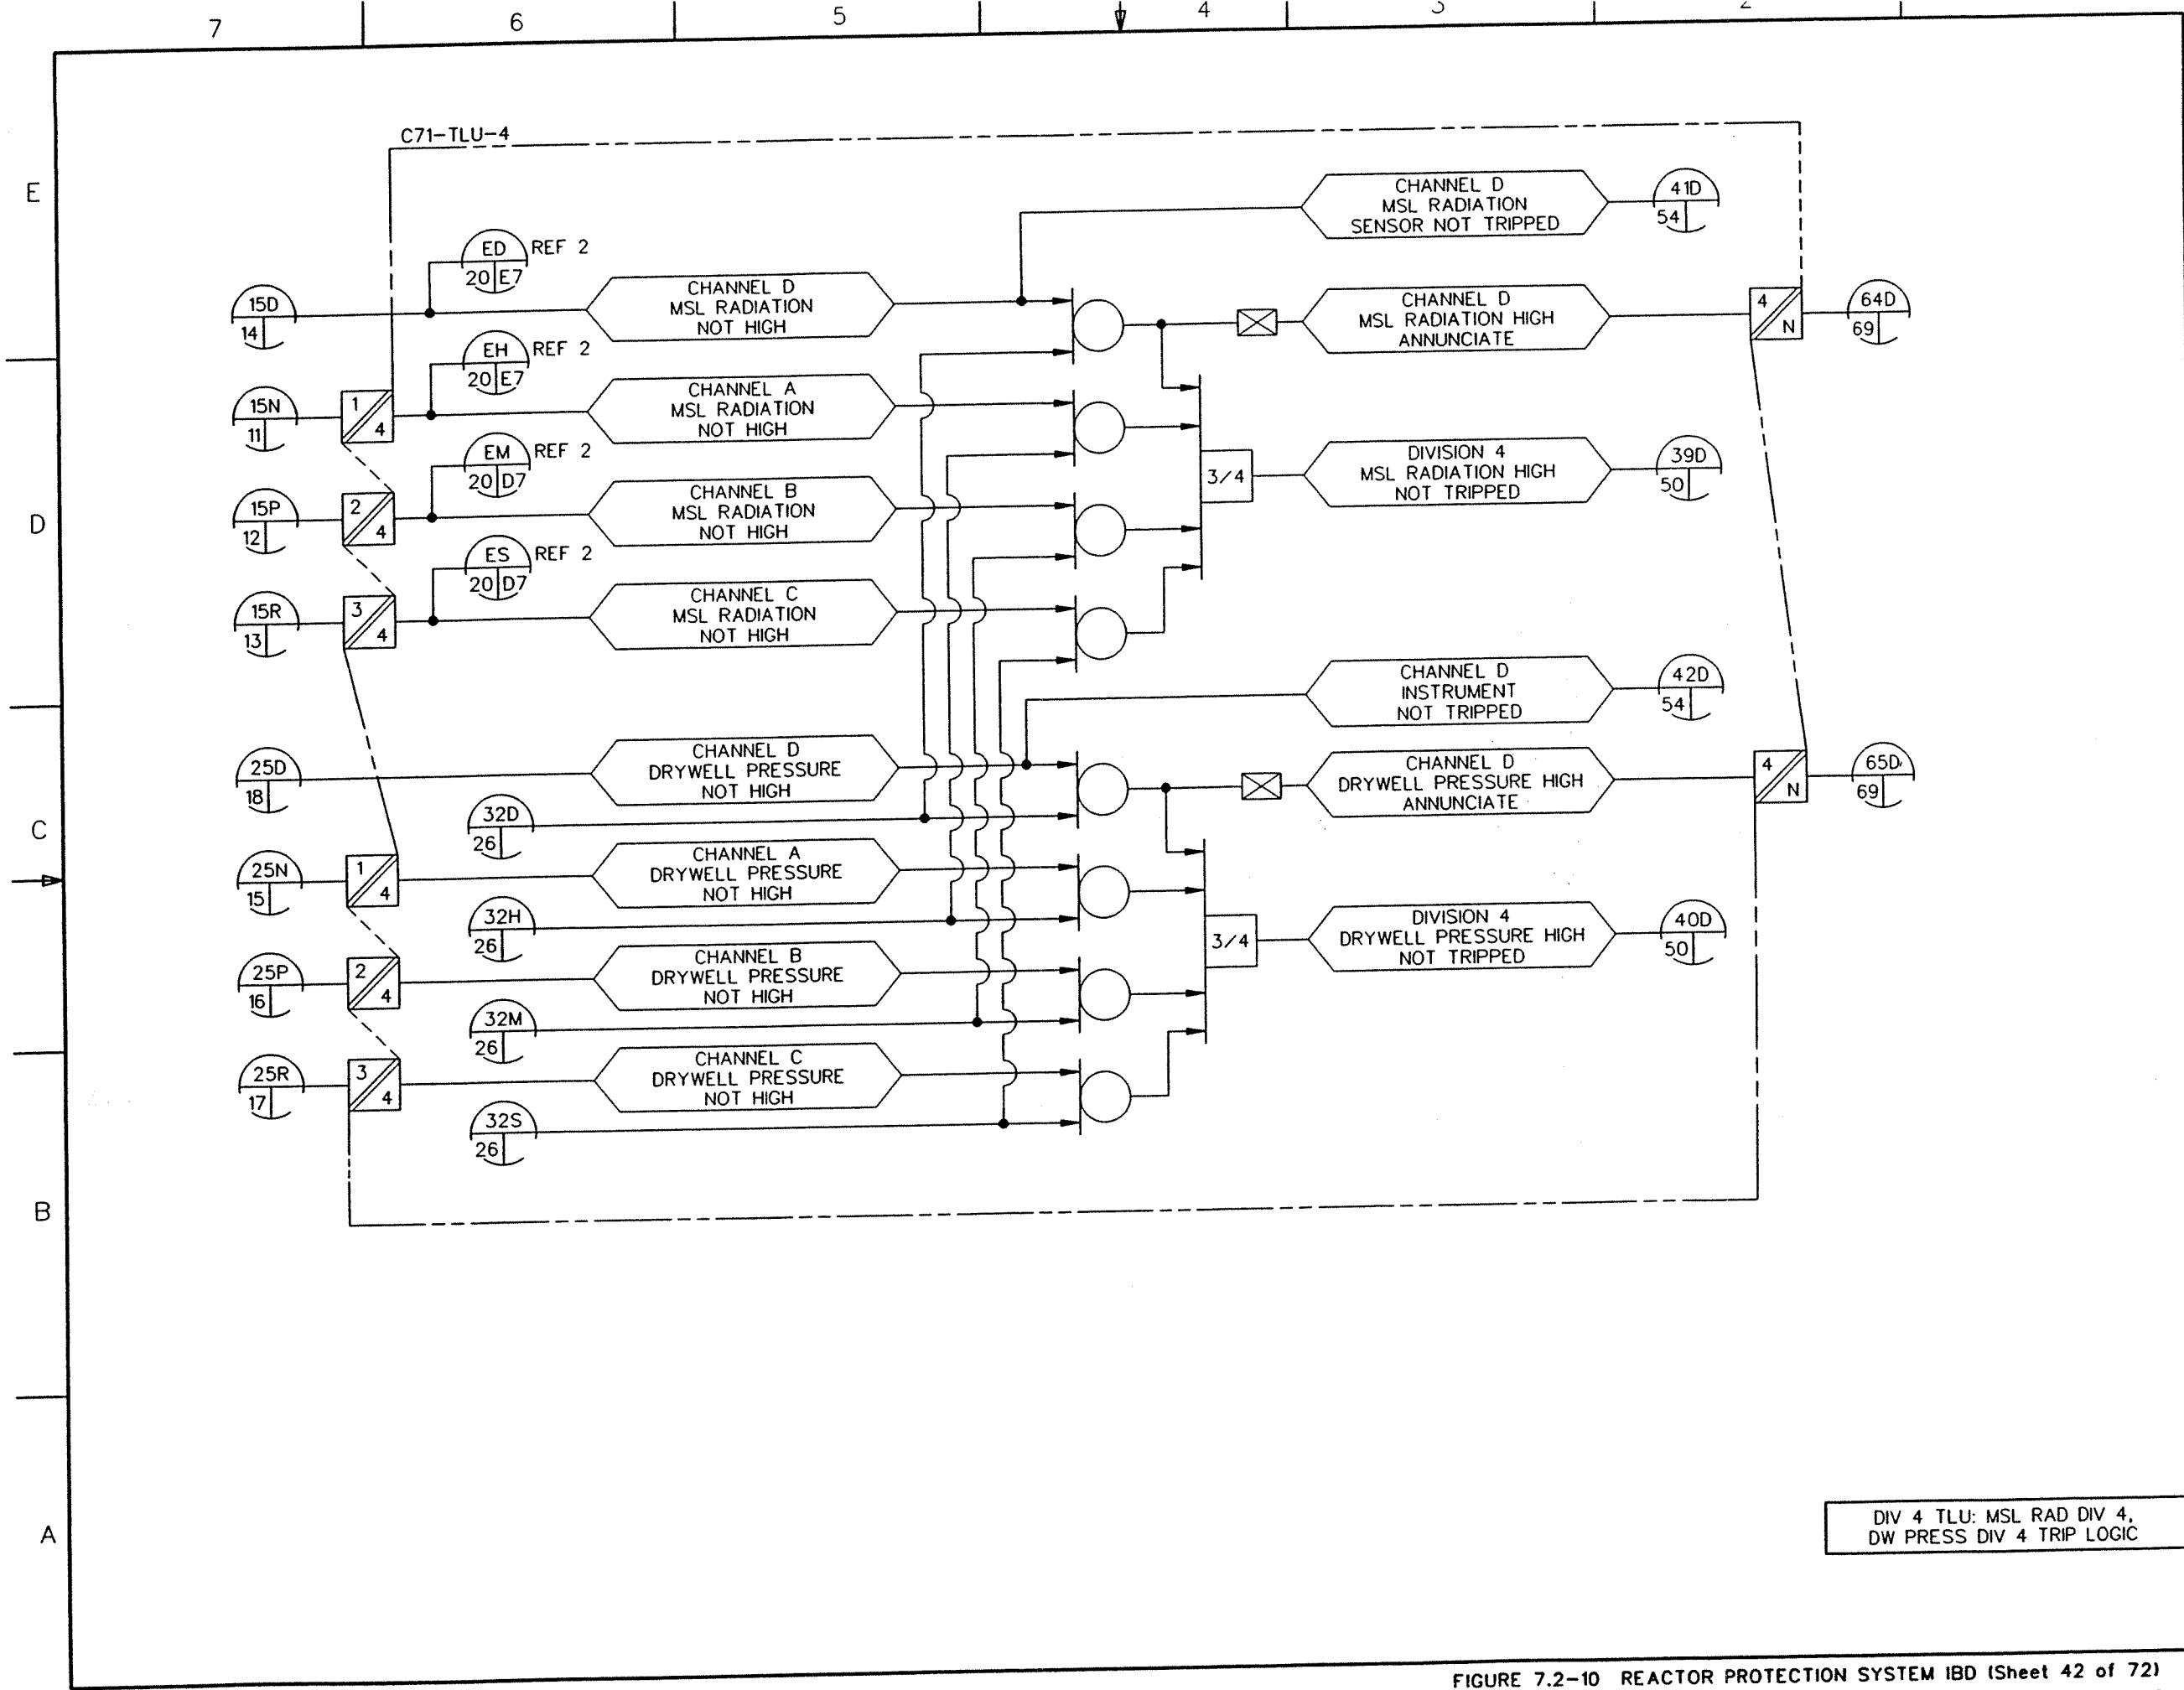 7 6 5 4 3 2
C71-TLU-4
E
CHANNEL D
MSL RADIATION
SENSOR NOT TRIPPED
41D
54
ED REF 2
20 E7
15D
14
CHANNEL D
MSL RADIATION
NOT HIGH
CHANNEL D
MSL RADIATION HIGH
ANNUNCIATE
4
N
64D
69
EH REF 2
20 E7
15N
11
1
4
CHANNEL A
MSL RADIATION
NOT HIGH
EM REF 2
20 D7
D
15P
12
2
4
CHANNEL B
MSL RADIATION
NOT HIGH
3/4
DIVISION 4
MSL RADIATION HIGH
NOT TRIPPED
39D
50
ES REF 2
20 D7
15R
13
3
4
CHANNEL C
MSL RADIATION
NOT HIGH
CHANNEL D
INSTRUMENT
NOT TRIPPED
42D
54
25D
18
CHANNEL D
DRYWELL PRESSURE
NOT HIGH
CHANNEL D
DRYWELL PRESSURE HIGH
ANNUNCIATE
4
N
65D
69
C
32D
26
25N
15
1
4
CHANNEL A
DRYWELL PRESSURE
NOT HIGH
32H
26
3/4
DIVISION 4
DRYWELL PRESSURE HIGH
NOT TRIPPED
40D
50
25P
16
2
4
CHANNEL B
DRYWELL PRESSURE
NOT HIGH
32M
26
25R
17
3
4
CHANNEL C
DRYWELL PRESSURE
NOT HIGH
32S
26
B
A
DIV 4 TLU: MSL RAD DIV 4,
DW PRESS DIV 4 TRIP LOGIC
FIGURE 7.2-10 REACTOR PROTECTION SYSTEM IBD (Sheet 42 of 72)